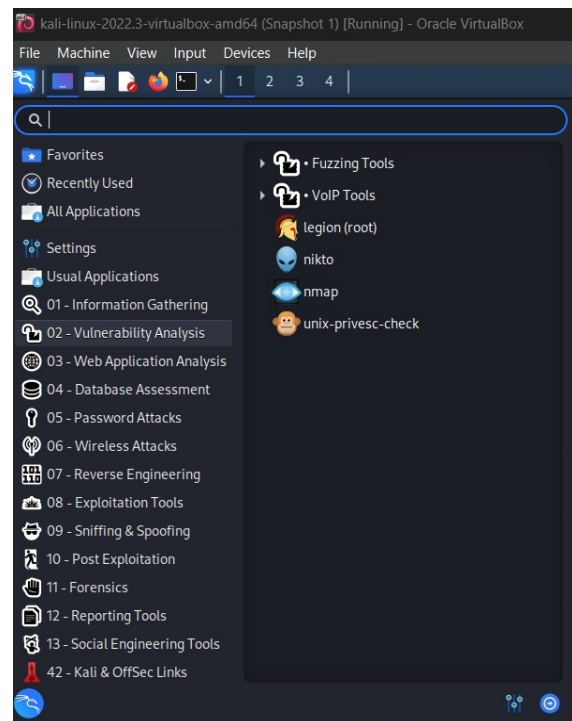 kali-linux-2022.3-virtualbox-amd64 (Snapshot 1) [Running] - Oracle VirtualBox
File Machine View Input Devices Help
1 2 3 4
Favorites
Recently Used
All Applications
Settings
Usual Applications
01 - Information Gathering
02 - Vulnerability Analysis
03 - Web Application Analysis
04 - Database Assessment
05 - Password Attacks
06 - Wireless Attacks
07 - Reverse Engineering
08 - Exploitation Tools
09 - Sniffing & Spoofing
10 - Post Exploitation
11 - Forensics
12 - Reporting Tools
13 - Social Engineering Tools
42 - Kali & OffSec Links
• Fuzzing Tools
• VoIP Tools
legion (root)
nikto
nmap
unix-privesc-check